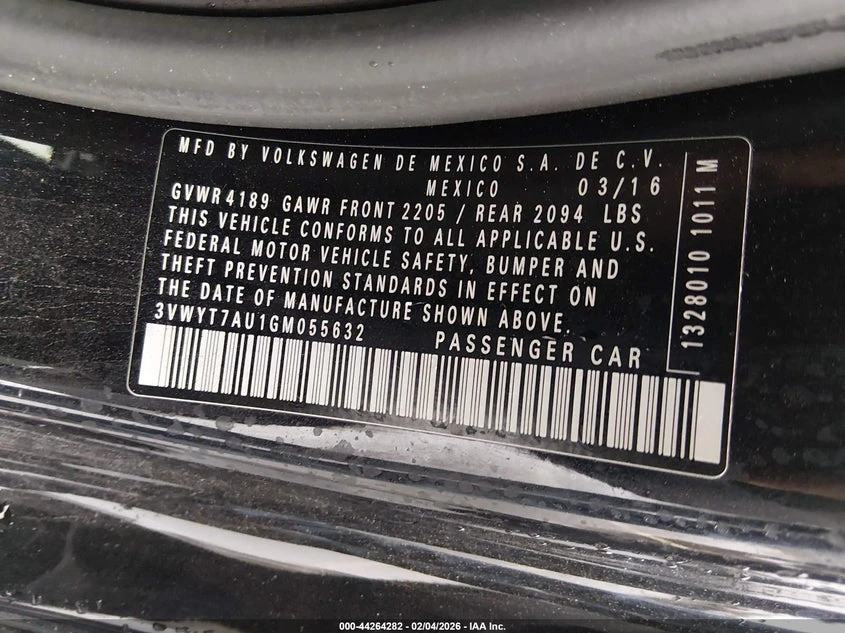 MFD BY VOLKSWAGEN DE MEXICO S.A. DE C.V.
MEXICO 03/16
GVWR 4189 GAWR FRONT 2205 / REAR 2094 LBS
THIS VEHICLE CONFORMS TO ALL APPLICABLE U.S.
FEDERAL MOTOR VEHICLE SAFETY, BUMPER AND
THEFT PREVENTION STANDARDS IN EFFECT ON
THE DATE OF MANUFACTURE SHOWN ABOVE.
3VWYT7AU1GM055632 PASSENGER CAR
1328010 1011 M
000-44264282 - 02/04/2026 - IAA Inc.